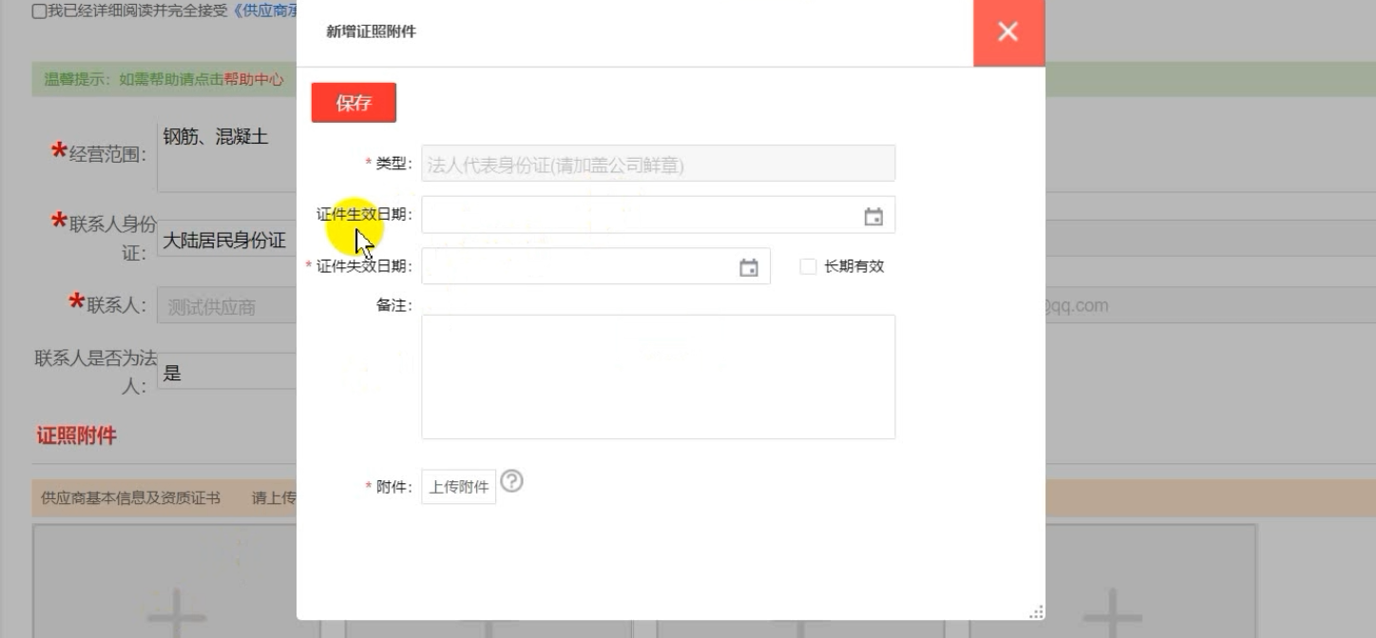 我已经详细阅读并完全接受《供应商承
新增证照附件
温馨提示：如需帮助请点击帮助中心
保存
*经营范围：
钢筋、混凝土
* 类型：
法人代表身份证(请加盖公司鲜章)
证件生效日期：
*联系人身份证：
大陆居民身份证
* 证件失效日期：
长期有效
*联系人：
测试供应商
备注：
@qq.com
联系人是否为法人：
是
证照附件
* 附件：
上传附件
供应商基本信息及资质证书 请上传